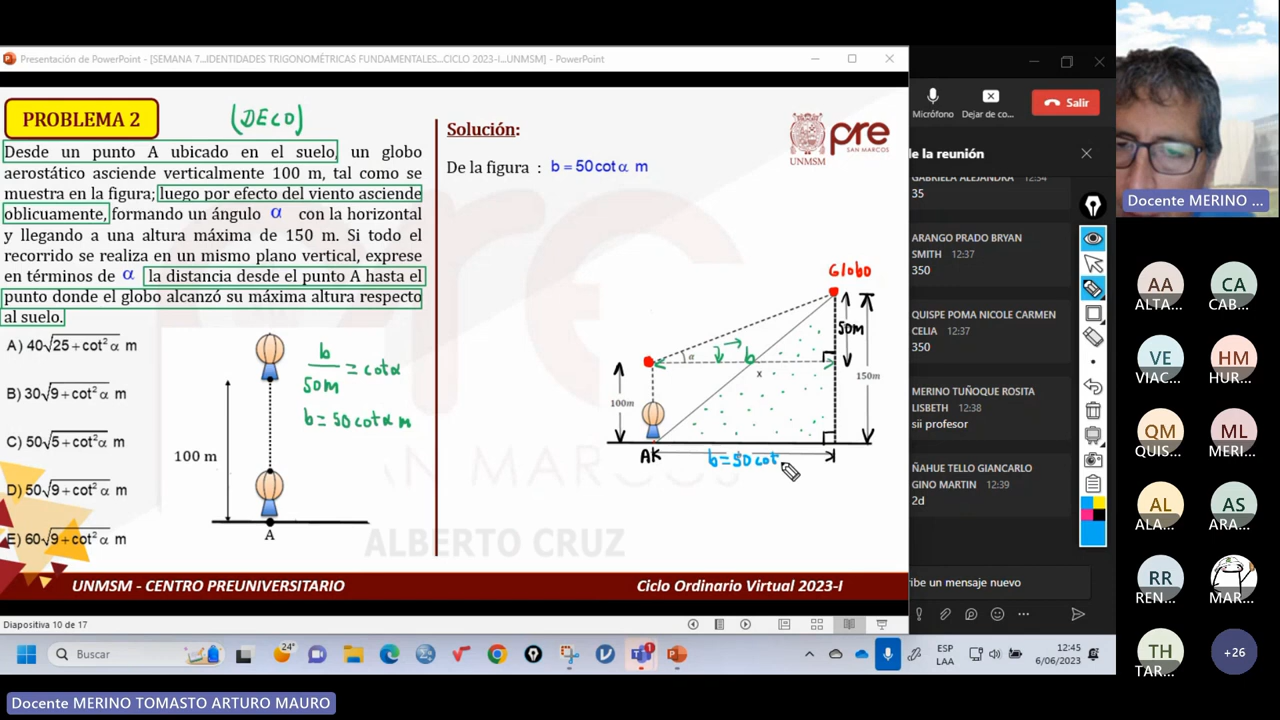 Presentación de PowerPoint - [SEMANA 7...IDENTIDADES TRIGONOMÉTRICAS FUNDAMENTALES...CICLO 2023-I...UNMSM] - PowerPoint
PROBLEMA 2
(DECO)
Desde un punto A ubicado en el suelo, un globo
aerostático asciende verticalmente 100 m, tal como se
muestra en la figura; luego por efecto del viento asciende
oblicuamente, formando un ángulo α con la horizontal
y llegando a una altura máxima de 150 m. Si todo el
recorrido se realiza en un mismo plano vertical, exprese
en términos de α la distancia desde el punto A hasta el
punto donde el globo alcanzó su máxima altura respecto
al suelo.
A) 40√25 + cot² α m
B) 30√9 + cot² α m
C) 50√5 + cot² α m
D) 50√9 + cot² α m
E) 60√9 + cot² α m
100 m
A
b/50m = cotα
b = 50cotα m
Solución:
De la figura : b = 50cot α m
UNMSM
pre
SAN MARCOS
Globo
α
b
x
50m
150m
100m
A
b=50cot
N MARCOS
ALBERTO CRUZ
UNMSM - CENTRO PREUNIVERSITARIO
Ciclo Ordinario Virtual 2023-I
Diapositiva 10 de 17
Micrófono
Dejar de co...
Salir
de la reunión
GABRIELA ALEJANDRA 12:34
35
ARANGO PRADO BRYAN
SMITH 12:37
350
QUISPE POMA NICOLE CARMEN
CELIA 12:37
350
MERINO TUÑOQUE ROSITA
LISBETH 12:38
sii profesor
ÑAHUE TELLO GIANCARLO
GINO MARTIN 12:39
2d
ribe un mensaje nuevo
Docente MERINO ...
AA
ALTA...
CA
CAB...
VE
VIAC...
HM
HUR...
QM
QUIS...
ML
MERI...
AL
ALA...
AS
ARA...
RR
REN...
MAR...
TH
TAR...
+26
Buscar
24°
1
ESP
LAA
12:45
6/06/2023
Docente MERINO TOMASTO ARTURO MAURO